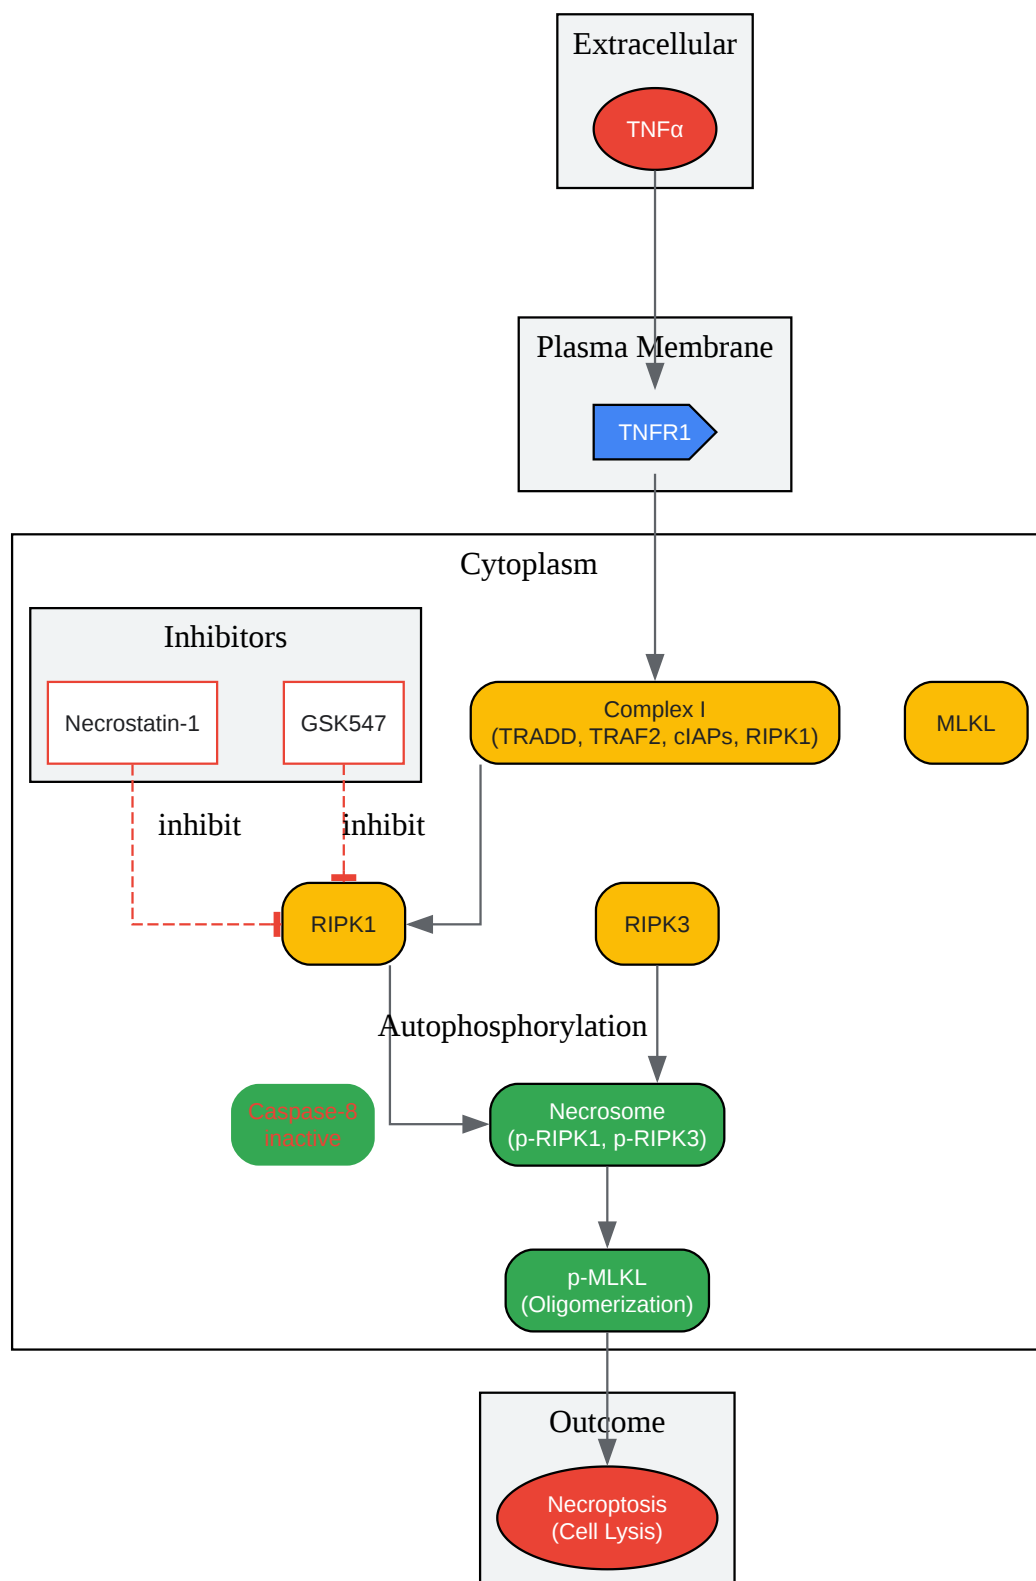 Extracellular
TNFα
Plasma Membrane
TNFR1
Cytoplasm
Inhibitors
Necrostatin-1
GSK547
Complex I
(TRADD, TRAF2, cIAPs, RIPK1)
MLKL
inhibit
inhibit
RIPK1
RIPK3
Autophosphorylation
Caspase-8
inactive
Necrosome
(p-RIPK1, p-RIPK3)
p-MLKL
(Oligomerization)
Outcome
Necroptosis
(Cell Lysis)